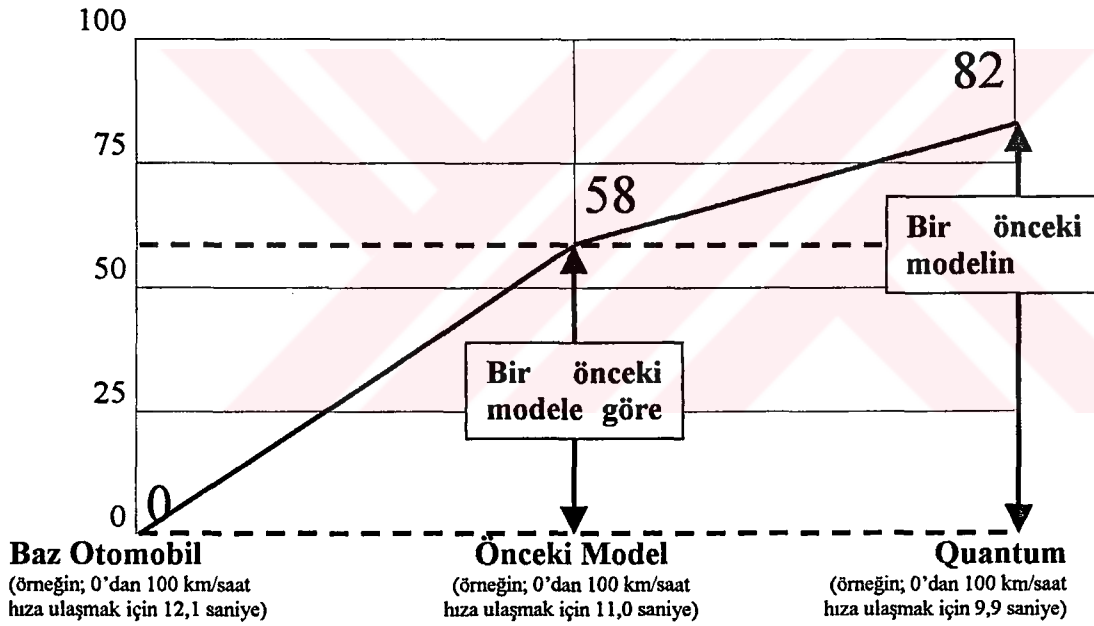 100
82
75
58
Bir önceki
modelin
50
Bir önceki
modele göre
25
0
0
Baz Otomobil
(örneğin; 0'dan 100 km/saat
hıza ulaşmak için 12,1 saniye)
Önceki Model
(örneğin; 0'dan 100 km/saat
hıza ulaşmak için 11,0 saniye)
Quantum
(örneğin; 0'dan 100 km/saat
hıza ulaşmak için 9,9 saniye)